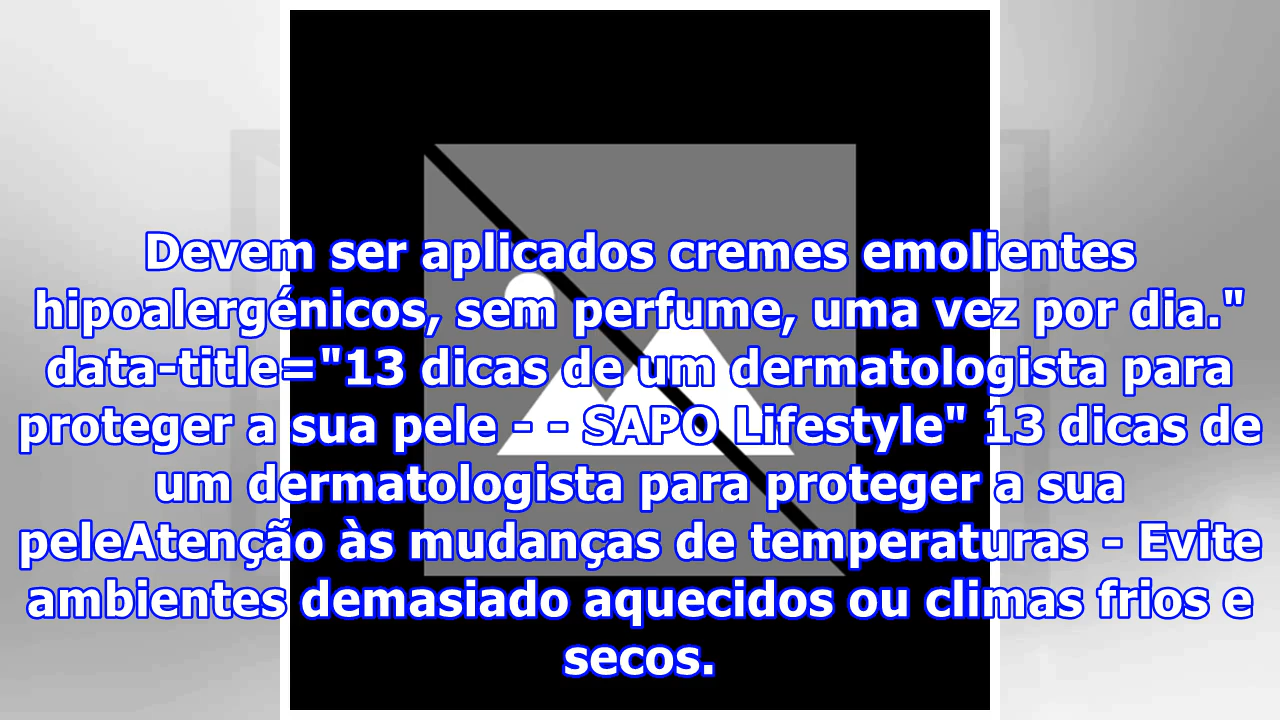 Devem ser aplicados cremes emolientes
hipoalergénicos, sem perfume, uma vez por dia."
data-title="13 dicas de um dermatologista para
proteger a sua pele - - SAPO Lifestyle" 13 dicas de
um dermatologista para proteger a sua
peleAtenção às mudanças de temperaturas - Evite
ambientes demasiado aquecidos ou climas frios e
secos.